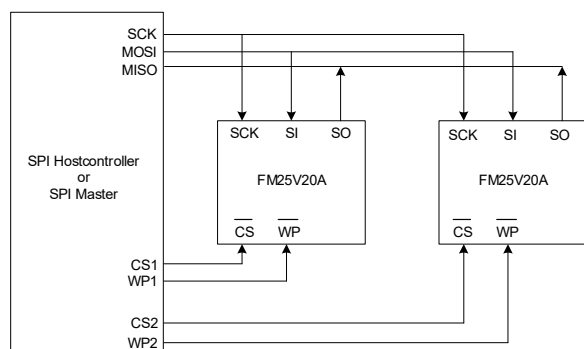 SCK
MOSI
MISO
SCK SI SO
SCK SI SO
SPI Hostcontroller
or
SPI Master
FM25V20A
FM25V20A
CS WP
CS WP
CS1
WP1
CS2
WP2